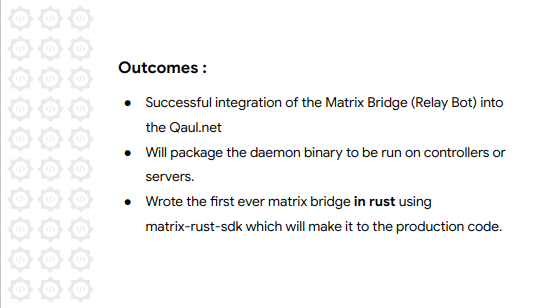 Outcomes :
● Successful integration of the Matrix Bridge (Relay Bot) into
the Qaul.net
● Will package the daemon binary to be run on controllers or
servers.
● Wrote the first ever matrix bridge in rust using
matrix-rust-sdk which will make it to the production code.